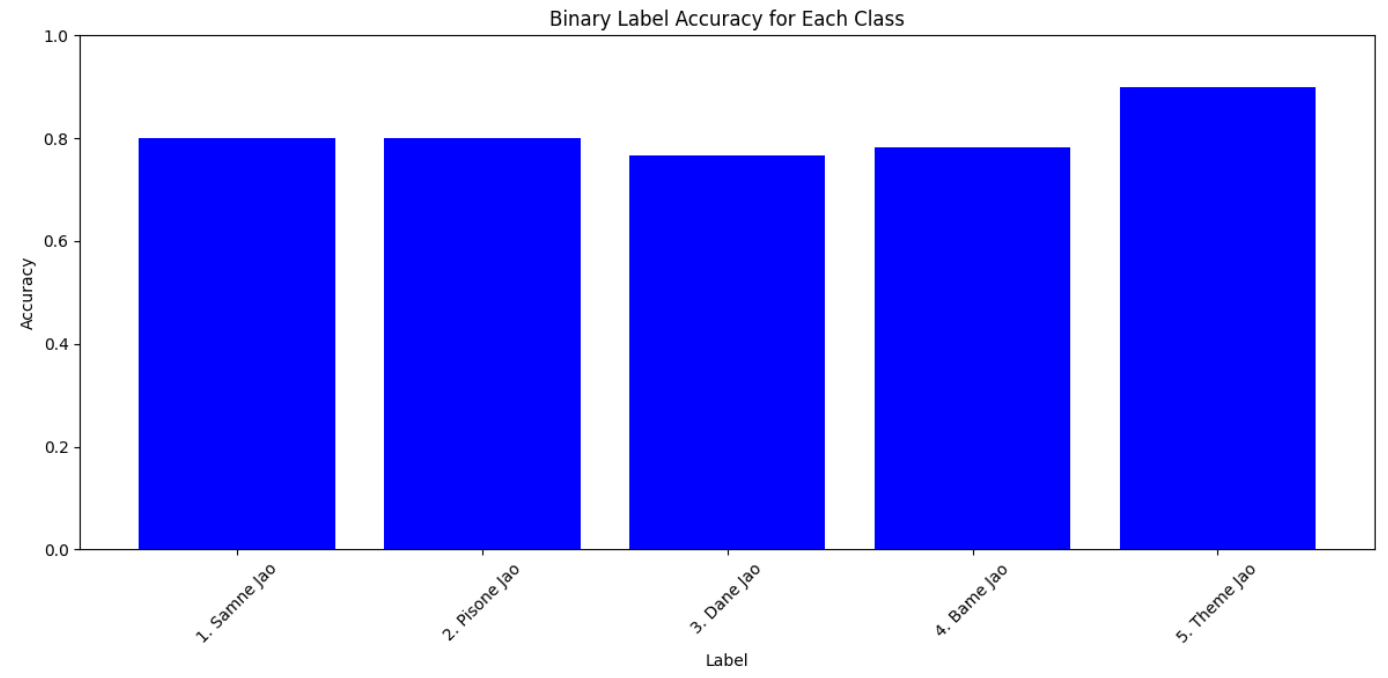 Binary Label Accuracy for Each Class
1.0
0.8
0.6
0.4
0.2
0.0
Accuracy
1. Samne Jao
2. Pisone Jao
3. Dane Jao
4. Bame Jao
5. Theme Jao
Label